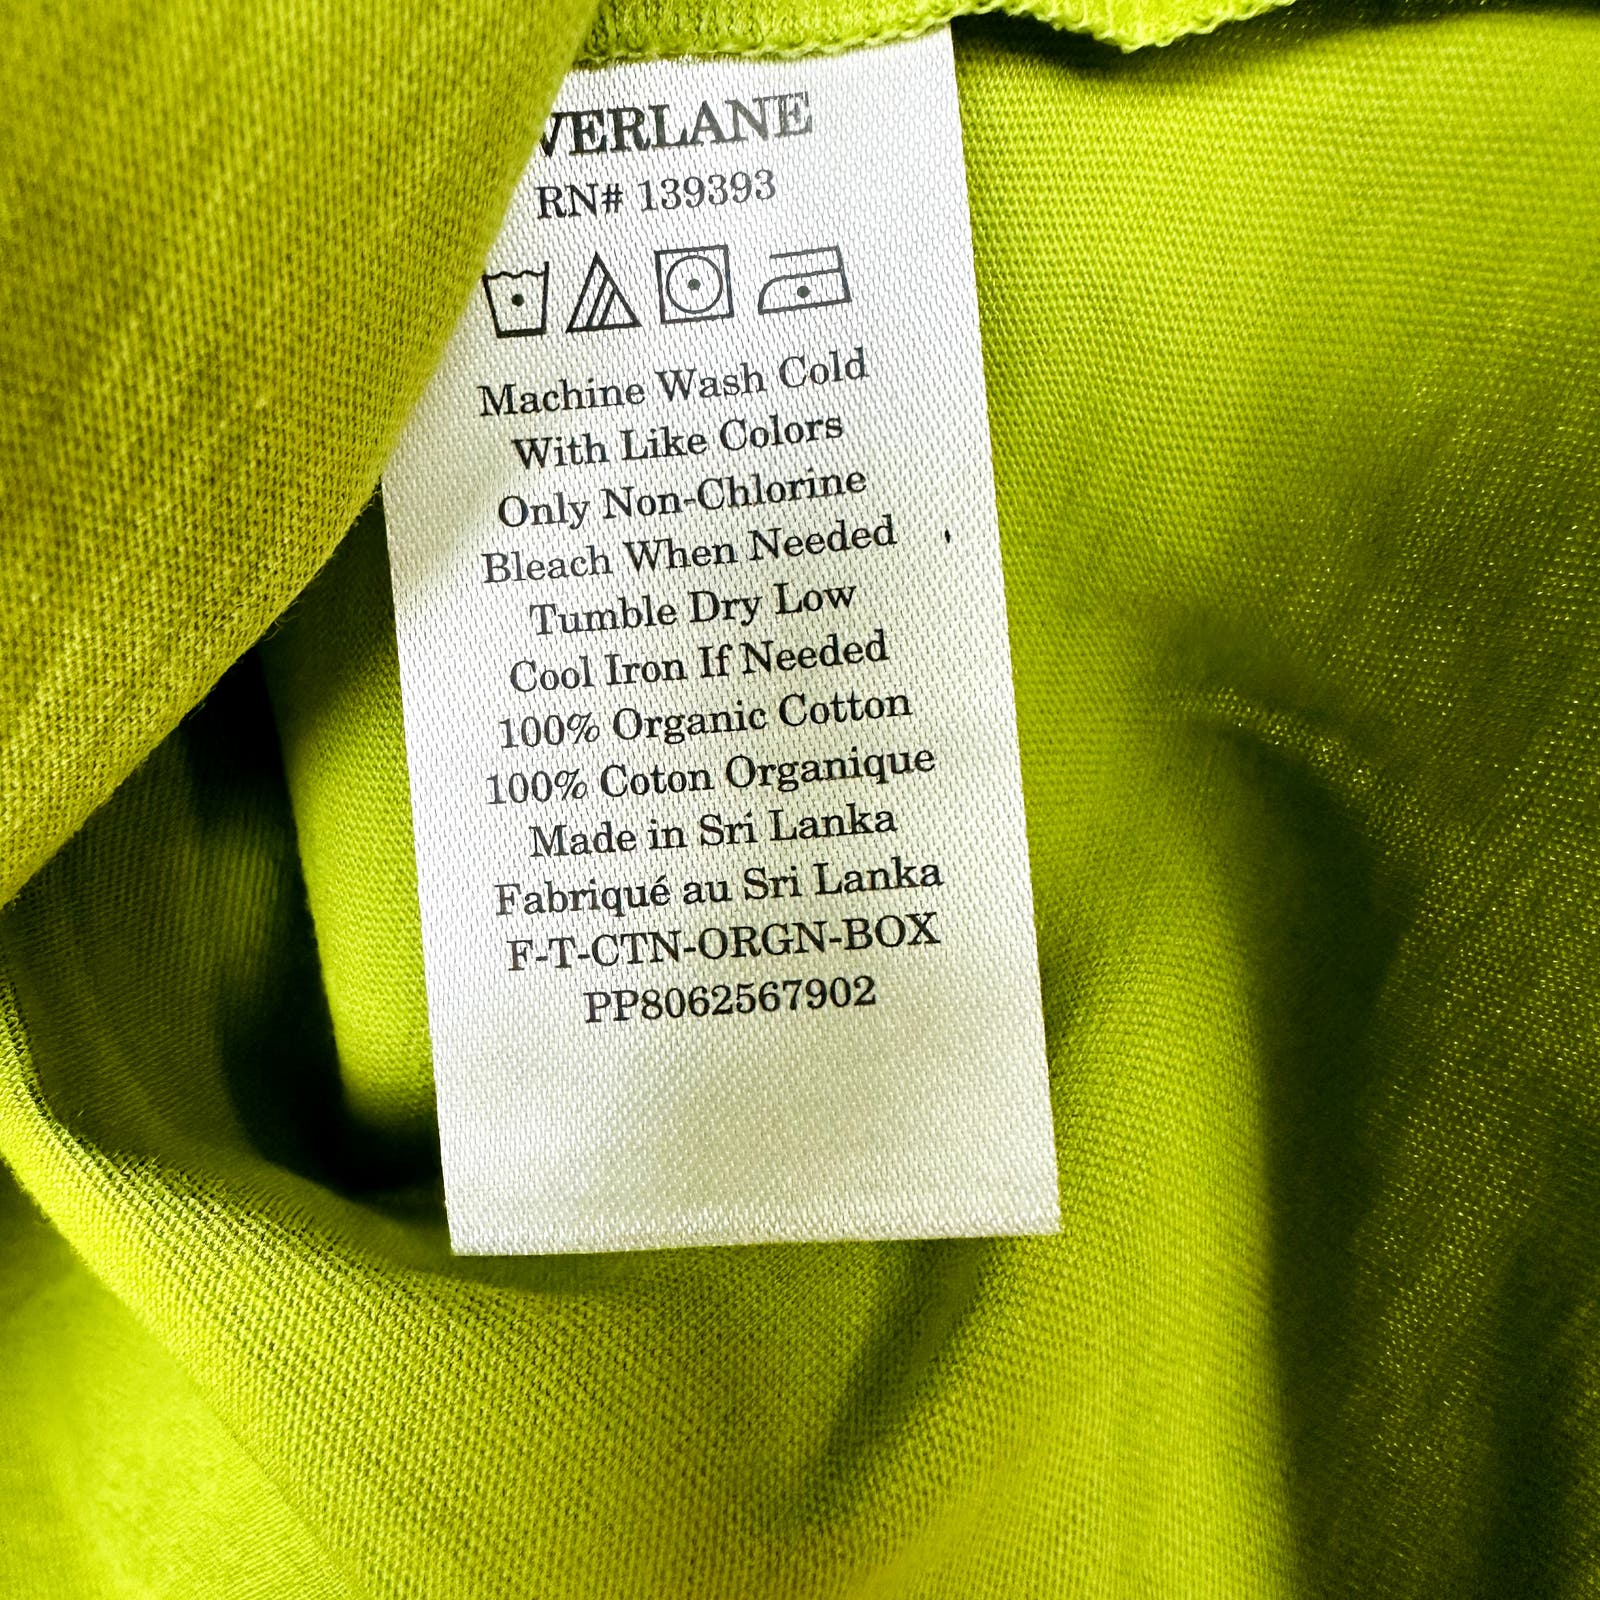 VERLANE
RN# 139393
Machine Wash Cold
With Like Colors
Only Non-Chlorine
Bleach When Needed
Tumble Dry Low
Cool Iron If Needed
100% Organic Cotton
100% Coton Organique
Made in Sri Lanka
Fabriqué au Sri Lanka
F-T-CTN-ORGN-BOX
PP8062567902